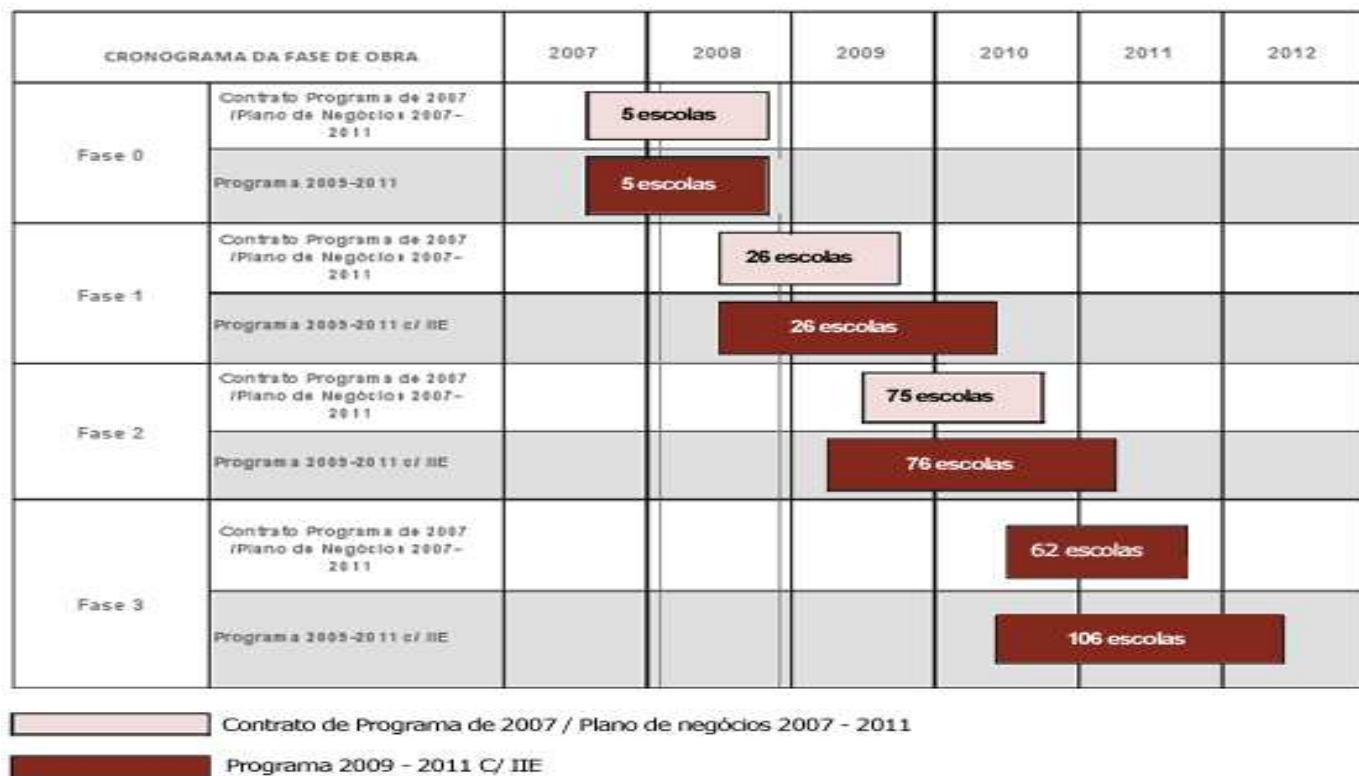 CRONOGRAMA DA FASE DE OBRA
2007
2008
2009
2010
2011
2012
Fase 0
Contrato Programa de 2007
/Plano de Negócios 2007-
2011
5 escolas
Programa 2009-2011
5 escolas
Fase 1
Contrato Programa de 2007
/Plano de Negócios 2007-
2011
26 escolas
Programa 2009-2011 c/ IIE
26 escolas
Fase 2
Contrato Programa de 2007
/Plano de Negócios 2007-
2011
75 escolas
Programa 2009-2011 c/ IIE
76 escolas
Fase 3
Contrato Programa de 2007
/Plano de Negócios 2007-
2011
62 escolas
Programa 2009-2011 c/ IIE
106 escolas
Contrato de Programa de 2007 / Plano de negócios 2007 - 2011
Programa 2009 - 2011 C/ IIE